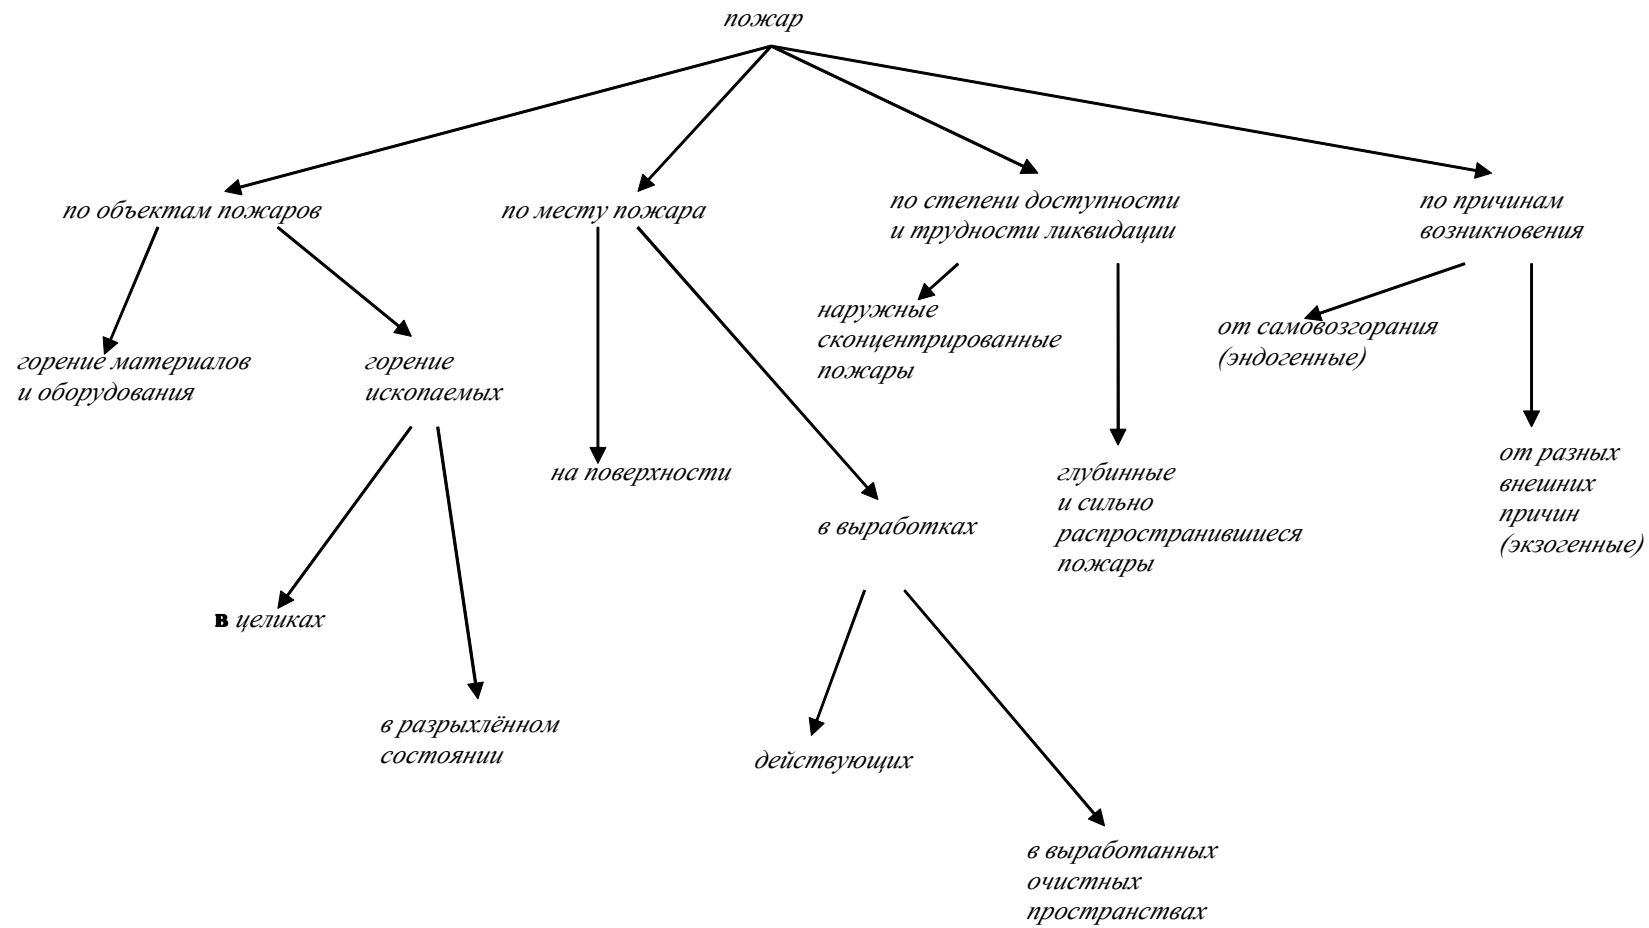 пожар
по объектам пожаров
по месту пожара
по степени доступности
и трудности ликвидации
по причинам
возникновения
горение материалов
и оборудования
горение
ископаемых
наружные
сконцентрированные
пожары
от самовозгорания
(эндогенные)
на поверхности
в выработках
глубинные
и сильно
распространившиеся
пожары
от разных
внешних
причин
(экзогенные)
в целиках
в разрыхлённом
состоянии
действующих
в выработанных
очистных
пространствах